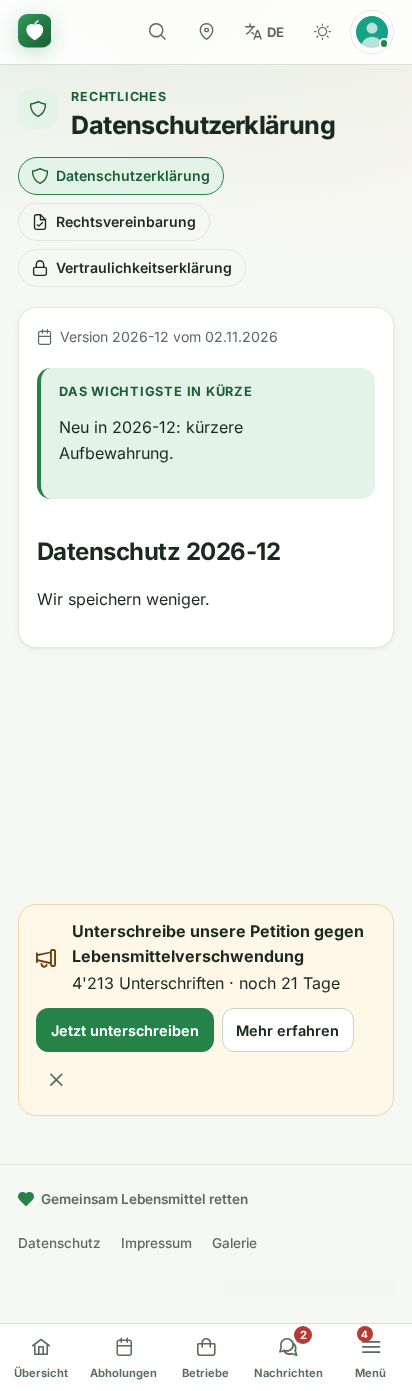 DE
RECHTLICHES
Datenschutzerklärung
Datenschutzerklärung
Rechtsvereinbarung
Vertraulichkeitserklärung
Version 2026-12 vom 02.11.2026
DAS WICHTIGSTE IN KÜRZE
Neu in 2026-12: kürzere
Aufbewahrung.
Datenschutz 2026-12
Wir speichern weniger.
Unterschreibe unsere Petition gegen
Lebensmittelverschwendung
4'213 Unterschriften · noch 21 Tage
Jetzt unterschreiben Mehr erfahren
Gemeinsam Lebensmittel retten
Datenschutz Impressum Galerie
2 4
Übersicht Abholungen Betriebe Nachrichten Menü